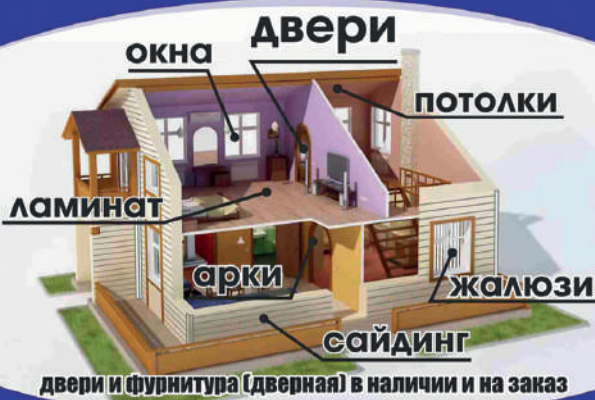 двери
окна
потолки
ламинат
арки
жалюзи
сайдинг
двери и фурнитура (дверная) в наличии и на заказ